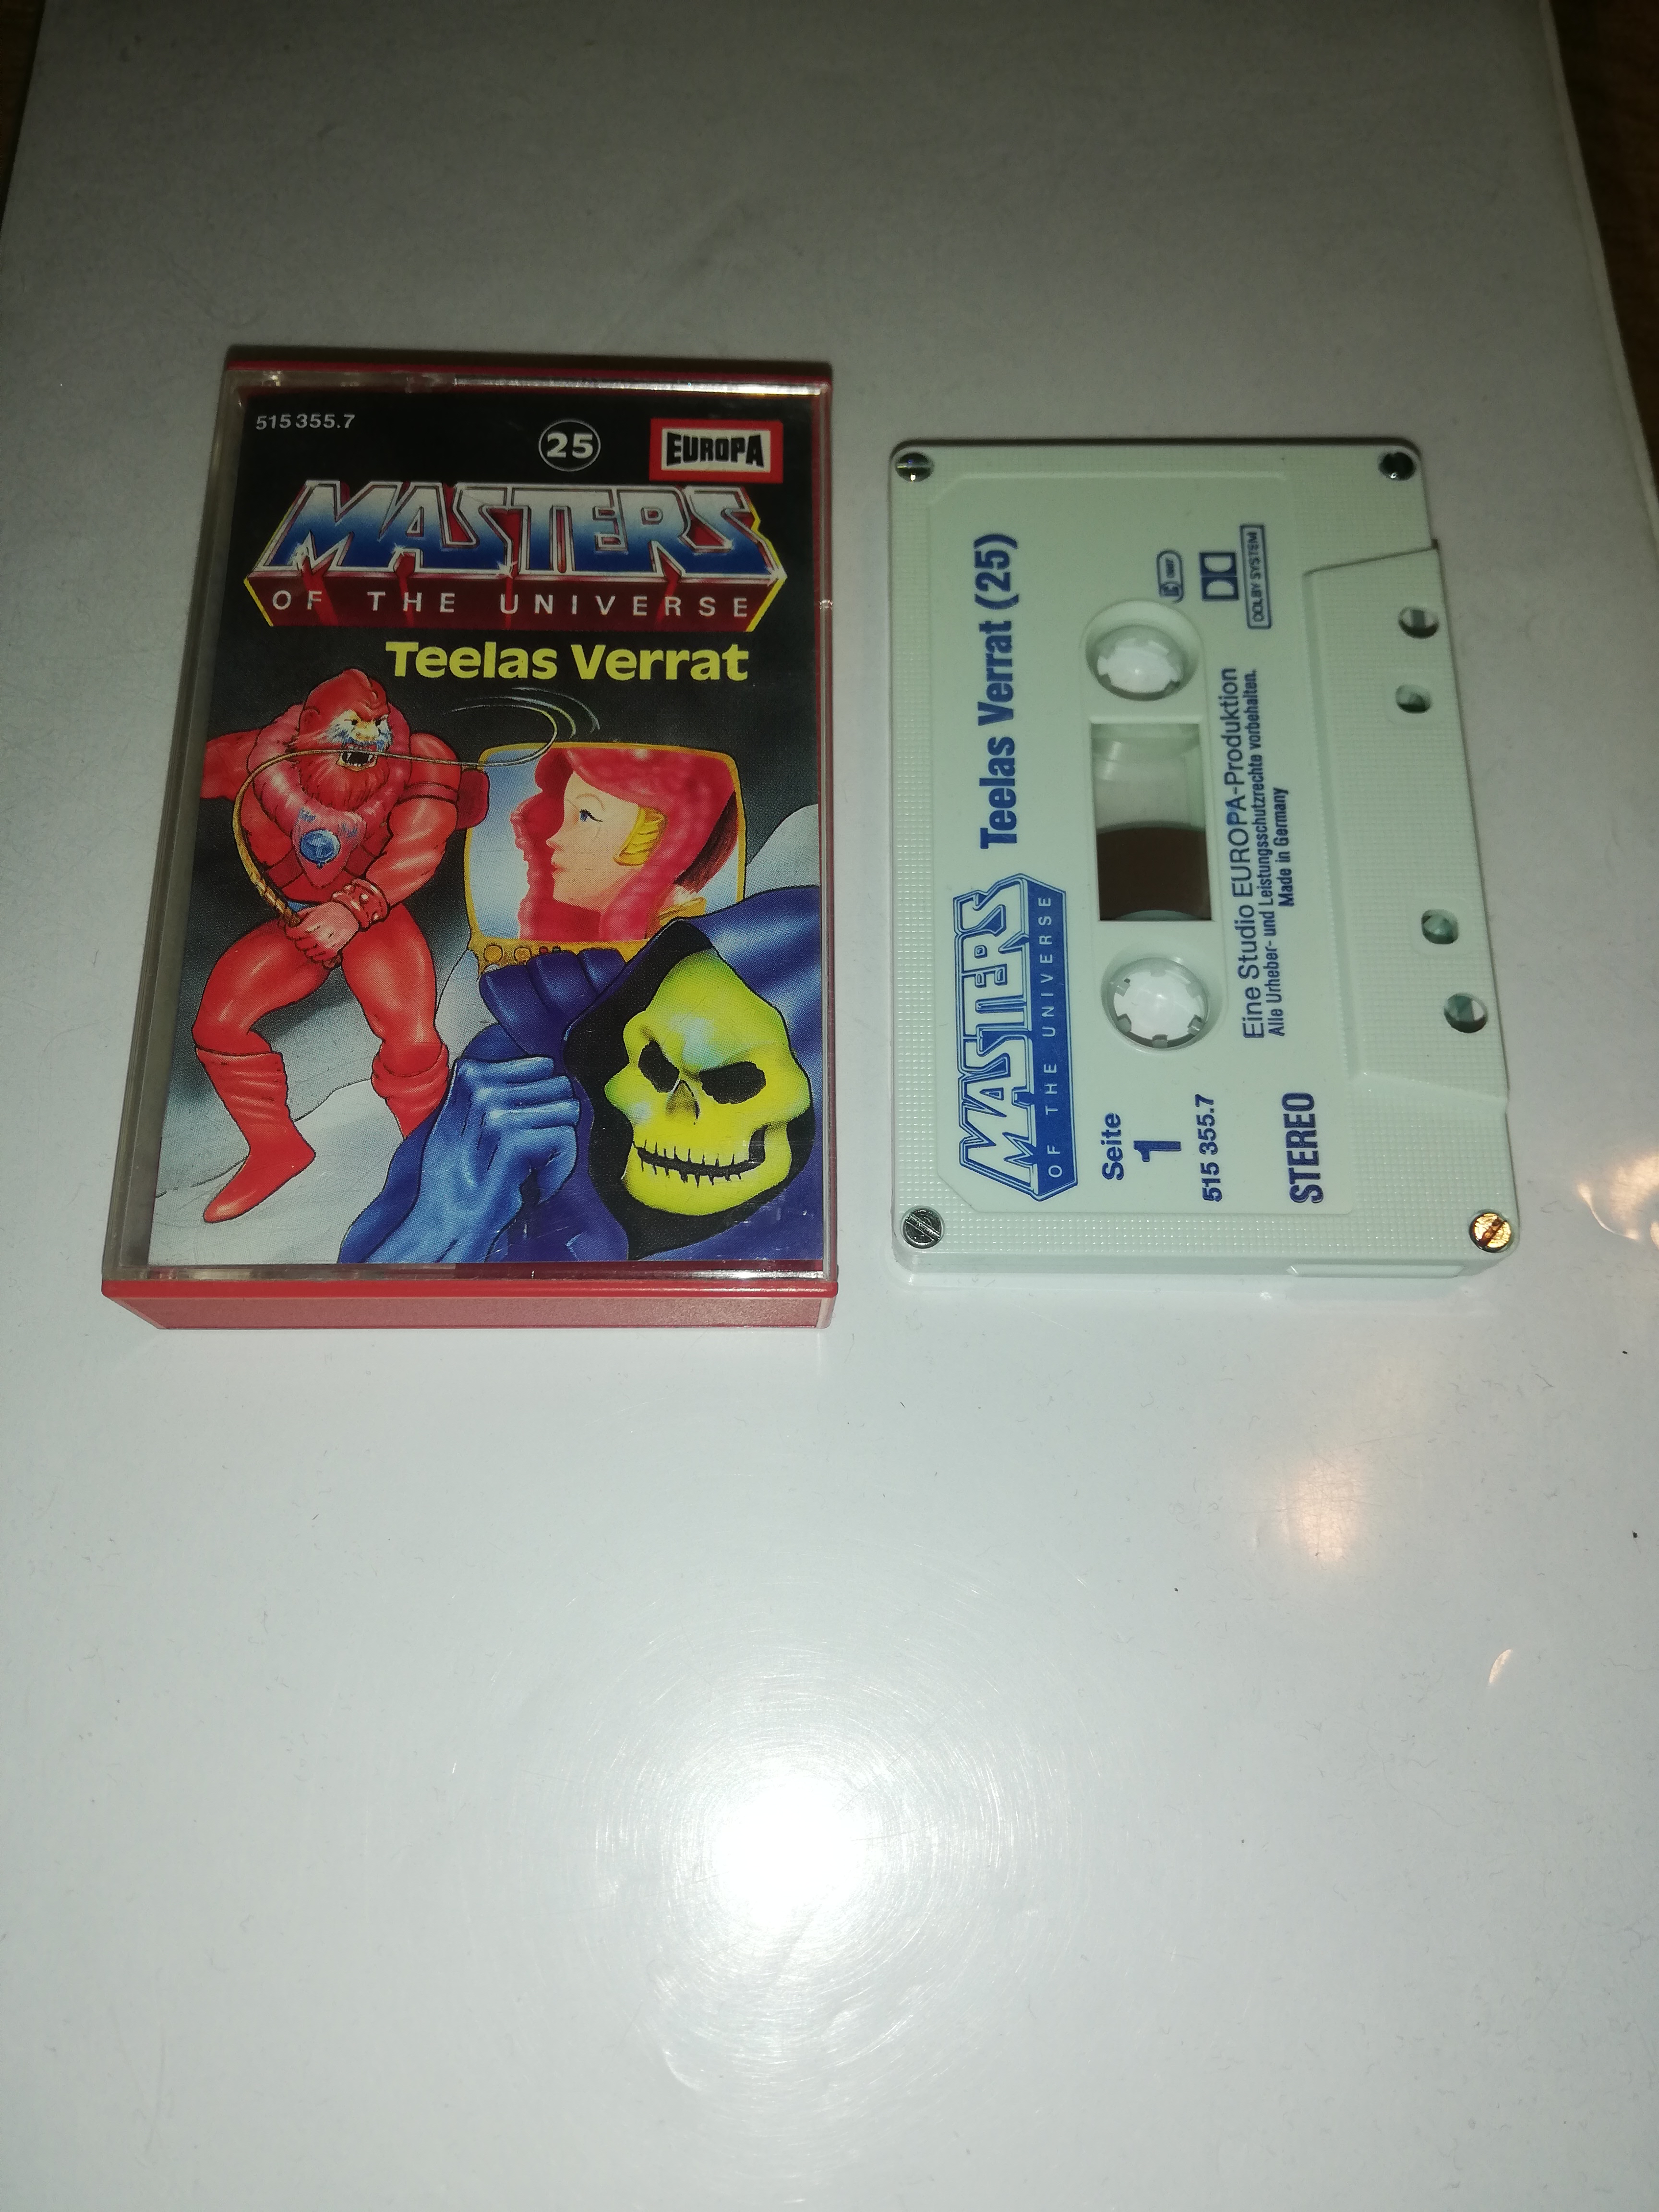 515 355.7
25
EUROPA
MASTERS
OF THE UNIVERSE
Teelas Verrat
MASTERS
OF THE UNIVERSE
Teelas Verrat (25)
Seite
1
515 355.7
STEREO
Eine Studio EUROPA-Produktion
Alle Urheber- und Leistungsschutzrechte vorbehalten.
Made in Germany
DOLBY SYSTEM